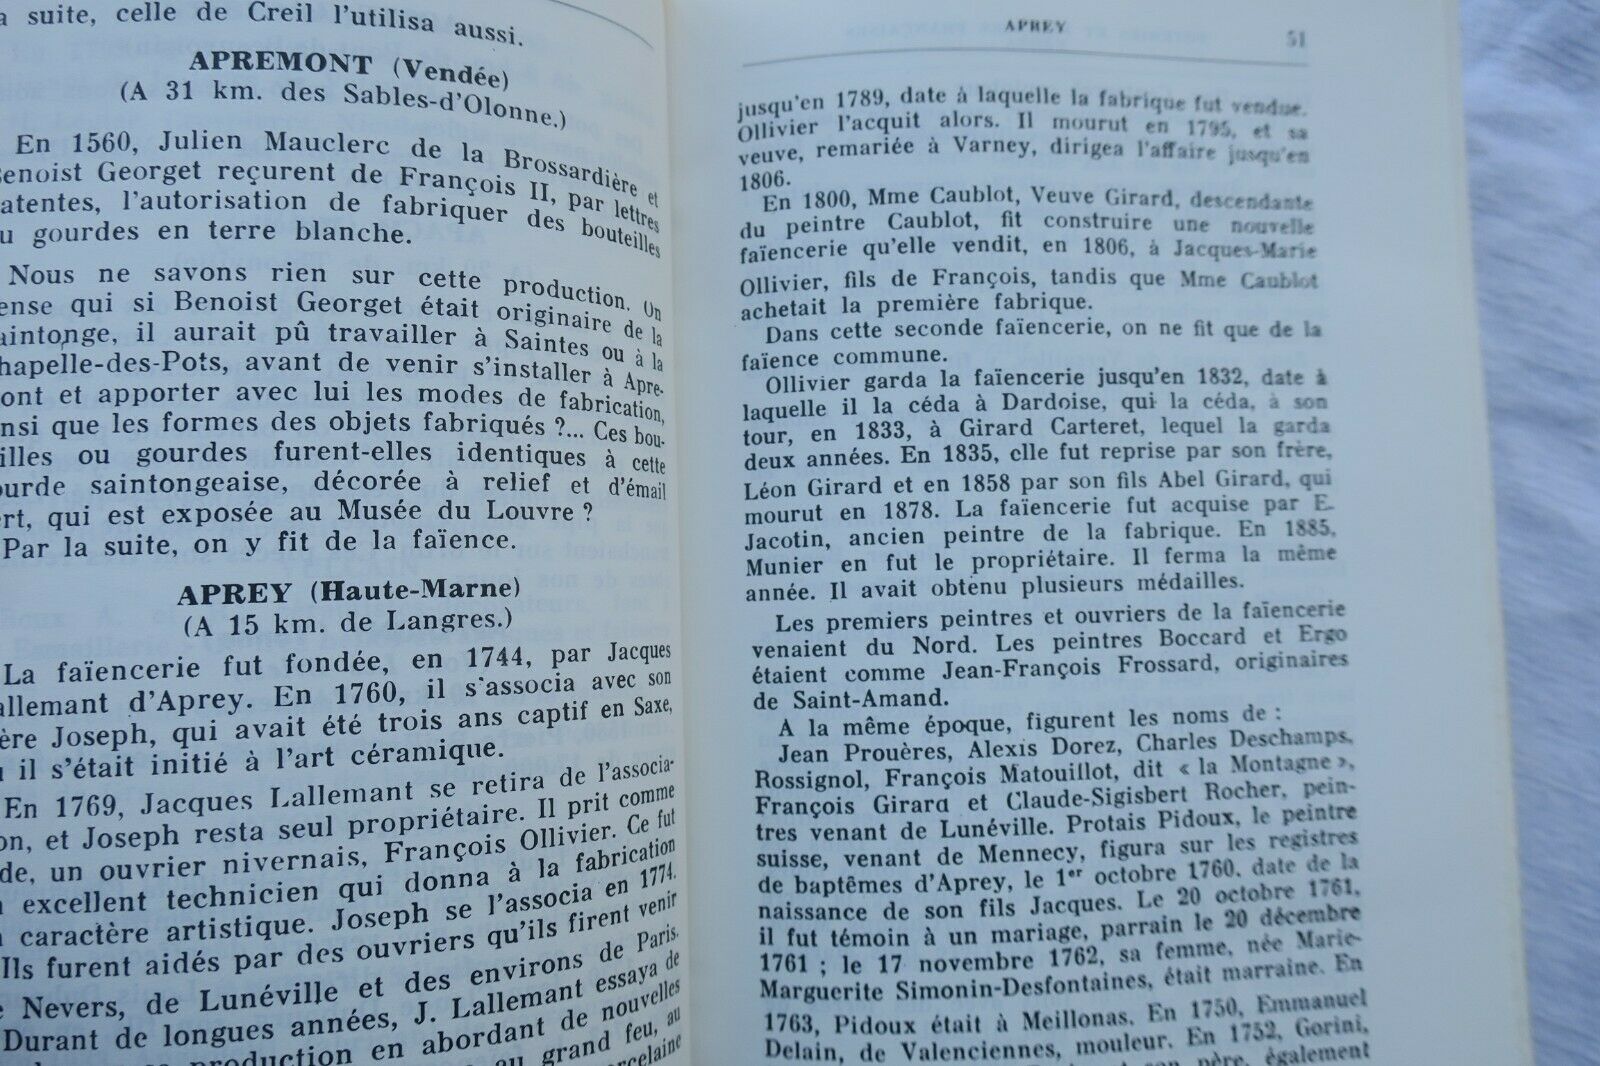 a suite, celle de Creil l'utilisa aussi.
APREMONT (Vendée)
(A 31 km. des Sables-d'Olonne.)
En 1560, Julien Mauclerc de la Brossardière et
enoist Georget reçurent de François II, par lettres
atentes, l'autorisation de fabriquer des bouteilles
u gourdes en terre blanche.
Nous ne savons rien sur cette production. On
ense qui si Benoist Georget était originaire de la
aintonge, il aurait pû travailler à Saintes ou à la
hapelle-des-Pots, avant de venir s'installer à Apre-
ont et apporter avec lui les modes de fabrication,
insi que les formes des objets fabriqués ?... Ces bou-
illes ou gourdes furent-elles identiques à cette
ourde saintongeaise, décorée à relief et d'émail
ert, qui est exposée au Musée du Louvre ?
Par la suite, on y fit de la faïence.
APREY (Haute-Marne)
(A 15 km. de Langres.)
La faïencerie fut fondée, en 1744, par Jacques
allemant d'Aprey. En 1760, il s'associa avec son
ère Joseph, qui avait été trois ans captif en Saxe,
il s'était initié à l'art céramique.
En 1769, Jacques Lallemant se retira de l'associa-
on, et Joseph resta seul propriétaire. Il prit comme
de, un ouvrier nivernais, François Ollivier. Ce fut
excellent technicien qui donna à la fabrication
caractère artistique. Joseph se l'associa en 1774.
Ils furent aidés par des ouvriers qu'ils firent venir
e Nevers, de Lunéville et des environs de Paris.
Durant de longues années, J. Lallemant essaya de
production en abordant de nouvelles
au grand feu, au
rcelaine
APREY 51
jusqu'en 1789, date à laquelle la fabrique fut vendue.
Ollivier l'acquit alors. Il mourut en 1795, et sa
veuve, remariée à Varney, dirigea l'affaire jusqu'en
1806.
En 1800, Mme Caublot, Veuve Girard, descendante
du peintre Caublot, fit construire une nouvelle
faïencerie qu'elle vendit, en 1806, à Jacques-Marie
Ollivier, fils de François, tandis que Mme Caublot
achetait la première fabrique.
Dans cette seconde faïencerie, on ne fit que de la
faïence commune.
Ollivier garda la faïencerie jusqu'en 1832, date à
laquelle il la céda à Dardoise, qui la céda, à son
tour, en 1833, à Girard Carteret, lequel la garda
deux années. En 1835, elle fut reprise par son frère,
Léon Girard et en 1858 par son fils Abel Girard, qui
mourut en 1878. La faïencerie fut acquise par E.
Jacotin, ancien peintre de la fabrique. En 1885,
Munier en fut le propriétaire. Il ferma la même
année. Il avait obtenu plusieurs médailles.
Les premiers peintres et ouvriers de la faïencerie
venaient du Nord. Les peintres Boccard et Ergo
étaient comme Jean-François Frossard, originaires
de Saint-Amand.
A la même époque, figurent les noms de :
Jean Prouères, Alexis Dorez, Charles Deschamps,
Rossignol, François Matouillot, dit « la Montagne »,
François Girard et Claude-Sigisbert Rocher, pein-
tres venant de Lunéville. Protais Pidoux, le peintre
suisse, venant de Mennecy, figura sur les registres
de baptêmes d'Aprey, le 1er octobre 1760, date de la
naissance de son fils Jacques. Le 20 octobre 1761,
il fut témoin à un mariage, parrain le 20 décembre
1761 ; le 17 novembre 1762, sa femme, née Marie-
Marguerite Simonin-Desfontaines, était marraine. En
1763, Pidoux était à Meillonas. En 1750, Emmanuel
Delain, de Valenciennes, mouleur. En 1752, Gorini,
son père, également